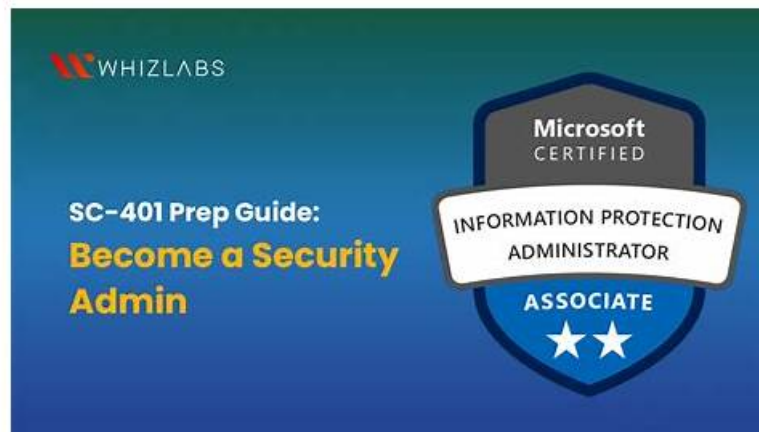 WHIZLABS
SC-401 Prep Guide:
Become a Security
Admin
Microsoft
CERTIFIED
INFORMATION PROTECTION
ADMINISTRATOR
ASSOCIATE